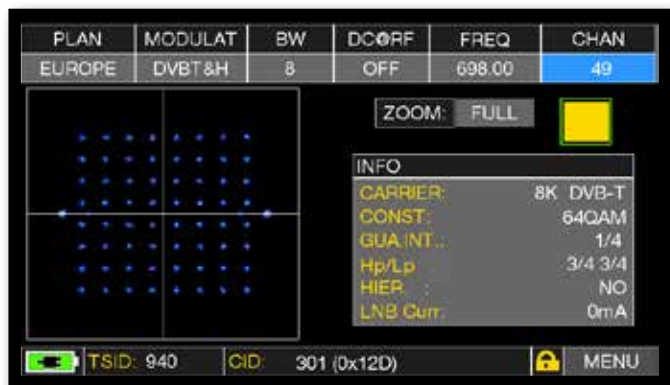 PLAN MODULAT BW DC@RF FREQ CHAN
EUROPE DVBT&H 8 OFF 698.00 49
ZOOM: FULL
INFO
CARRIER: 8K DVB-T
CONST: 64QAM
GUA.INT.: 1/4
Hp/Lp 3/4 3/4
HIER : NO
LNB Curr: 0mA
TSID: 940 CID: 301 (0x12D) MENU